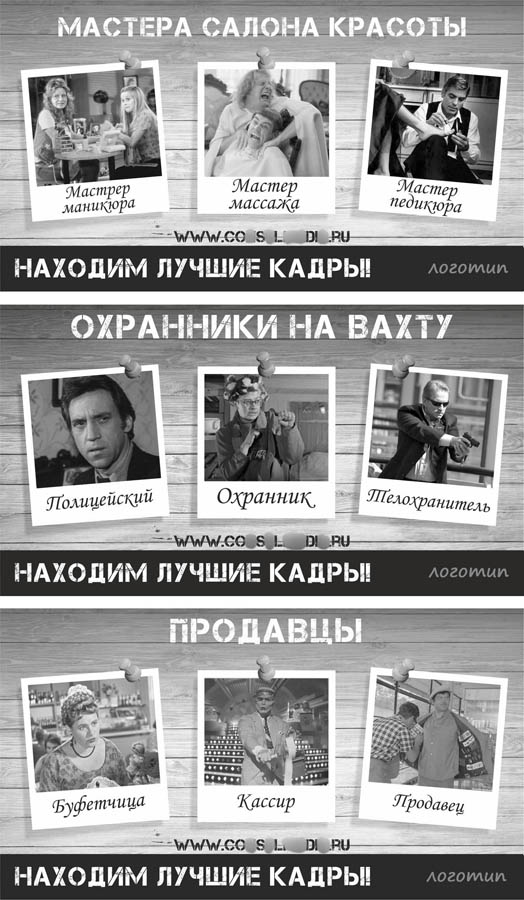 МАСТЕРА САЛОНА КРАСОТЫ
Мастрер
маникюра
Мастер
массажа
Мастер
педикюра
НАХОДИМ ЛУЧШИЕ КАДРЫ!
логотип
ОХРАННИКИ НА ВАХТУ
Полицейский
Охранник
Телохранитель
НАХОДИМ ЛУЧШИЕ КАДРЫ!
логотип
ПРОДАВЦЫ
Буфетчица
Кассир
Продавец
НАХОДИМ ЛУЧШИЕ КАДРЫ!
логотип